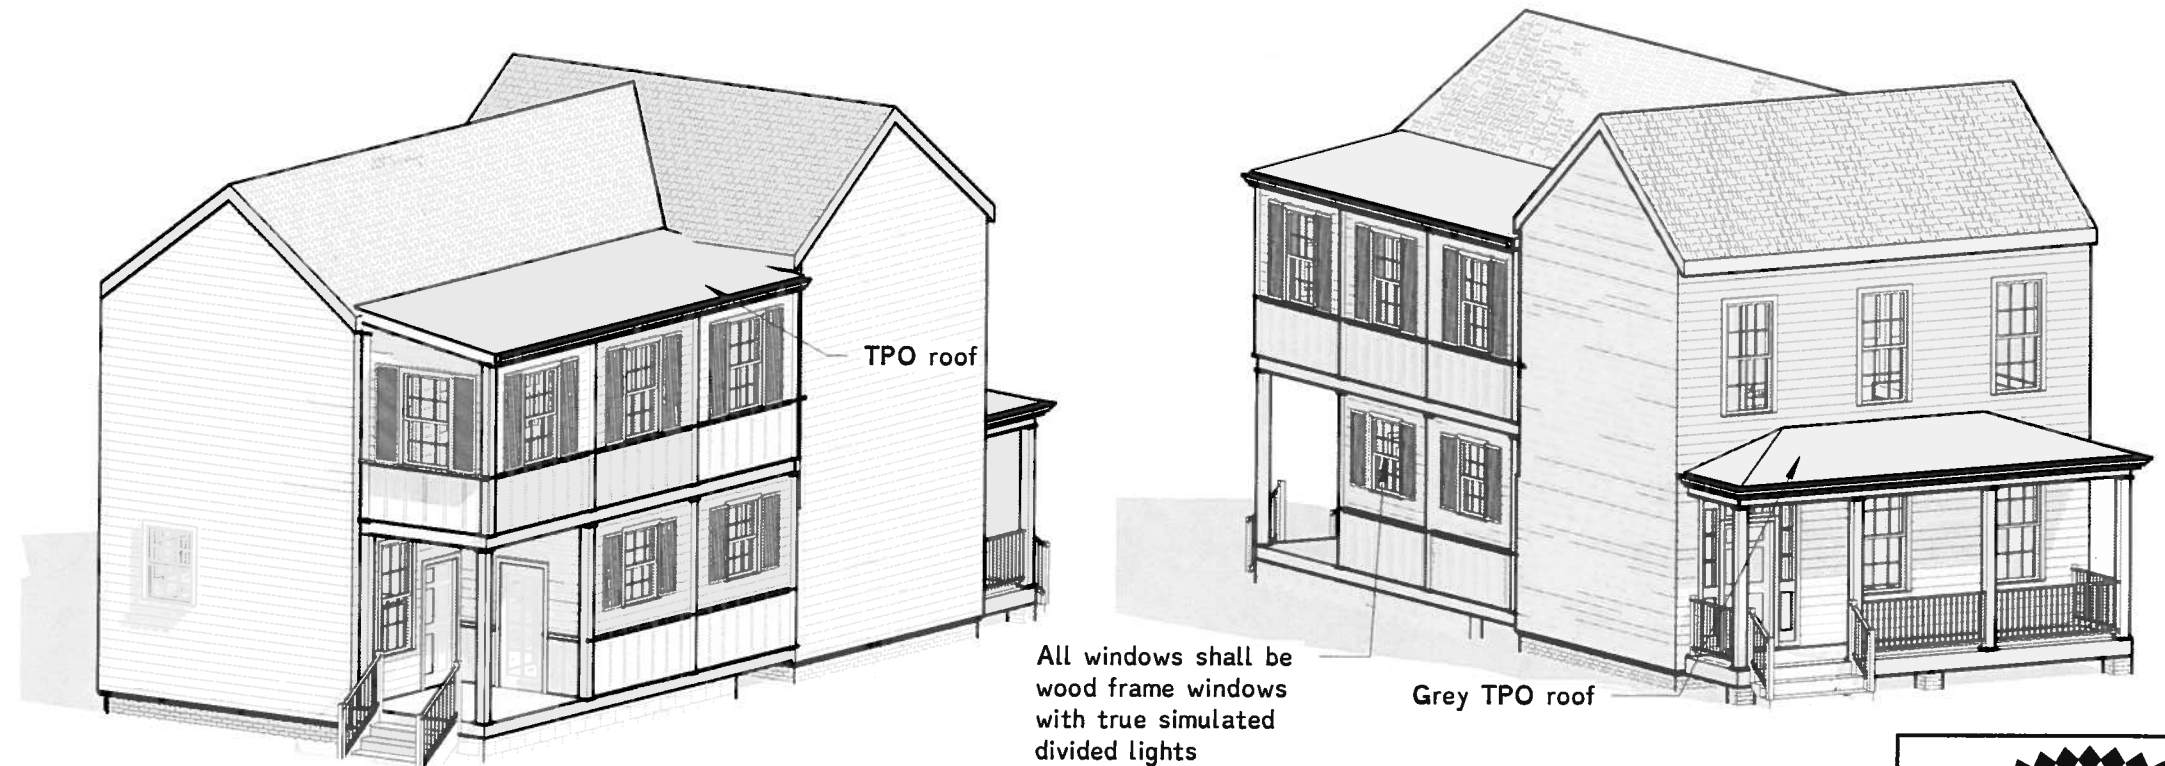 TPO roof
All windows shall be
wood frame windows
with true simulated
divided lights
Grey TPO roof